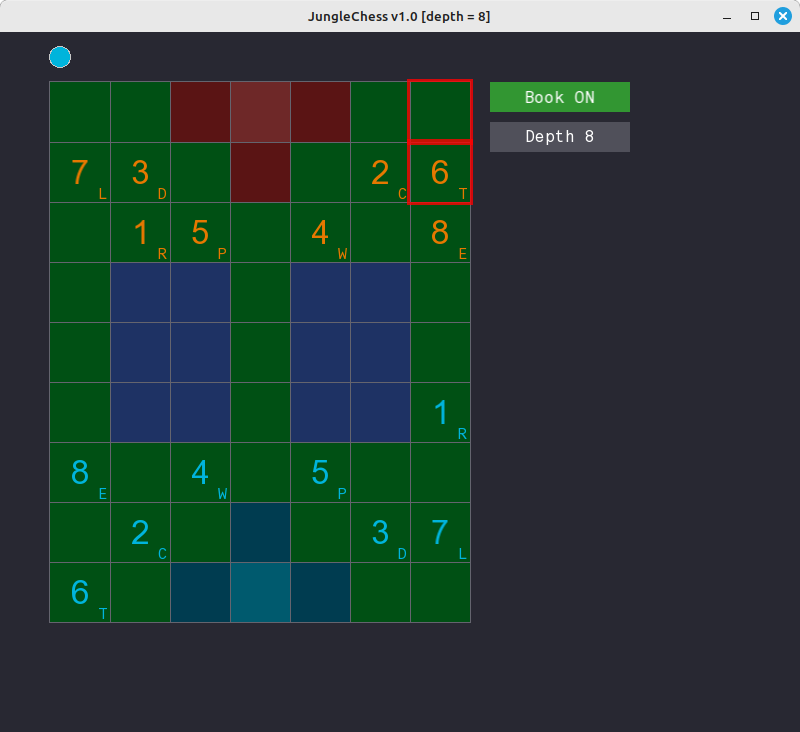 JungleChess v1.0 [depth = 8]
Book ON
Depth 8
7 L 3 D 2 C 6 T
1 R 5 P 4 W 8 E
1 R
8 E 4 W 5 P
2 C 3 D 7 L
6 T